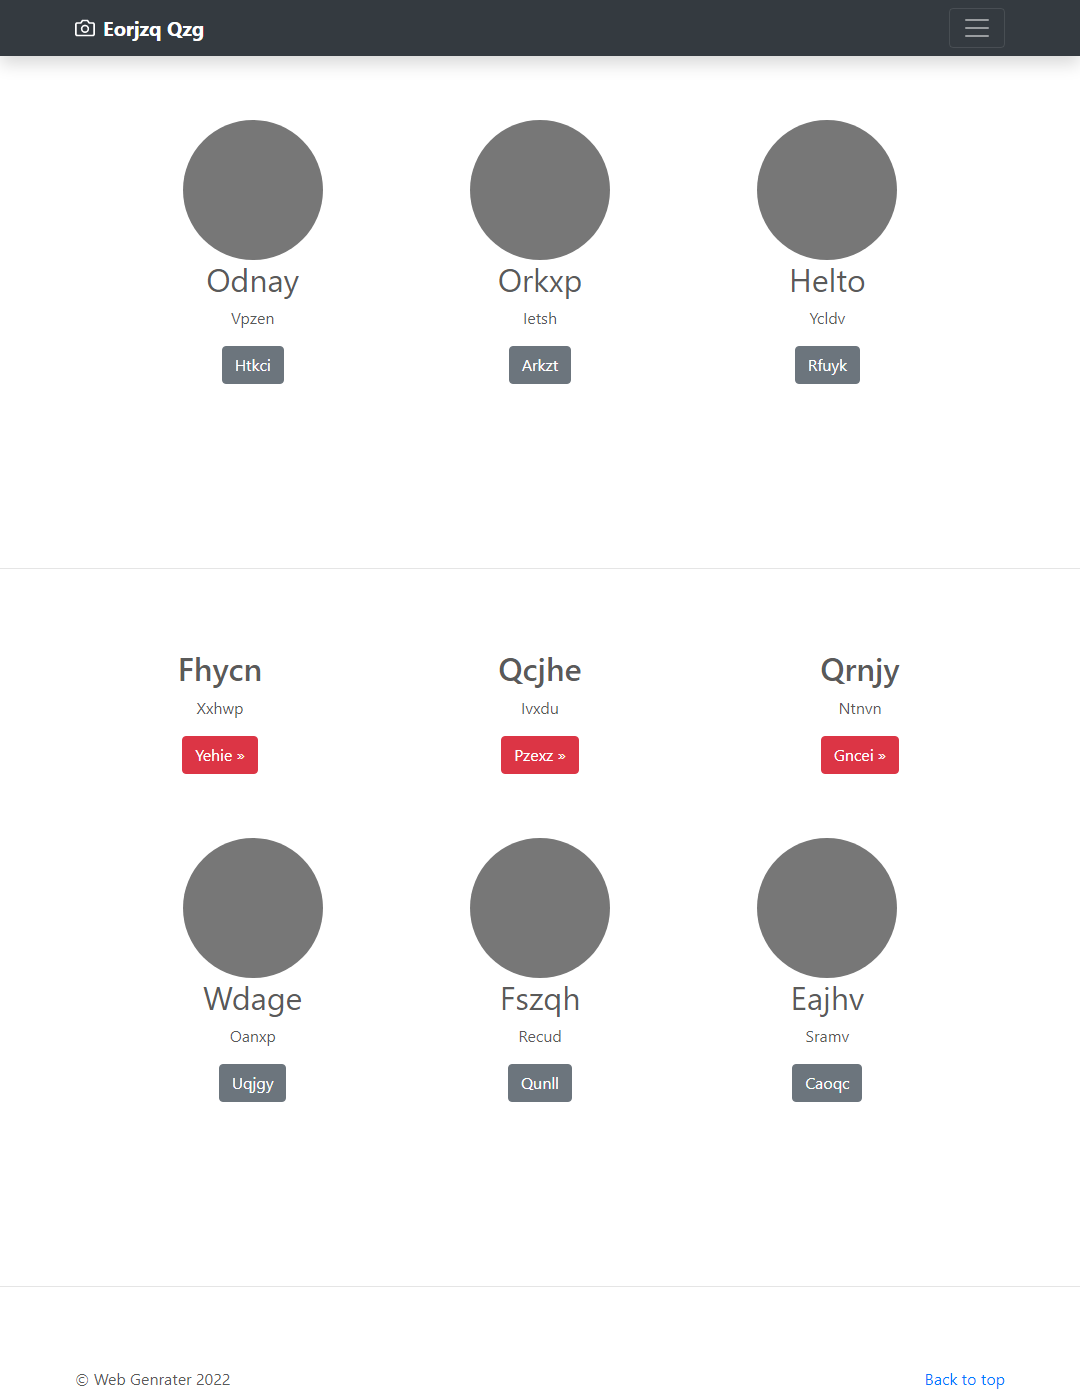 Eorjzq Qzg
Odnay
Vpzen
Htkci
Orkxp
Ietsh
Arkzt
Helto
Ycldv
Rfuyk
Fhycn
Xxhwp
Yehie »
Qcjhe
Ivxdu
Pzexz »
Qrnjy
Ntnvn
Gncei »
Wdage
Oanxp
Uqjgy
Fszqh
Recud
Qunll
Eajhv
Sramv
Caoqc
© Web Genrater 2022
Back to top